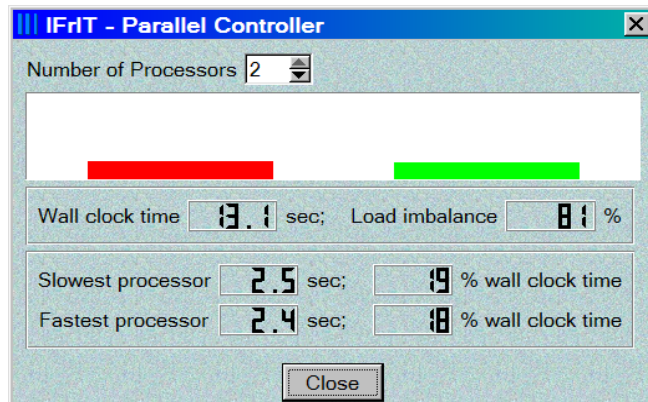 IFrIT - Parallel Controller
Number of Processors 2
Wall clock time 13.1 sec; Load imbalance 81 %
Slowest processor 2.5 sec; 19 % wall clock time
Fastest processor 2.4 sec; 18 % wall clock time
Close